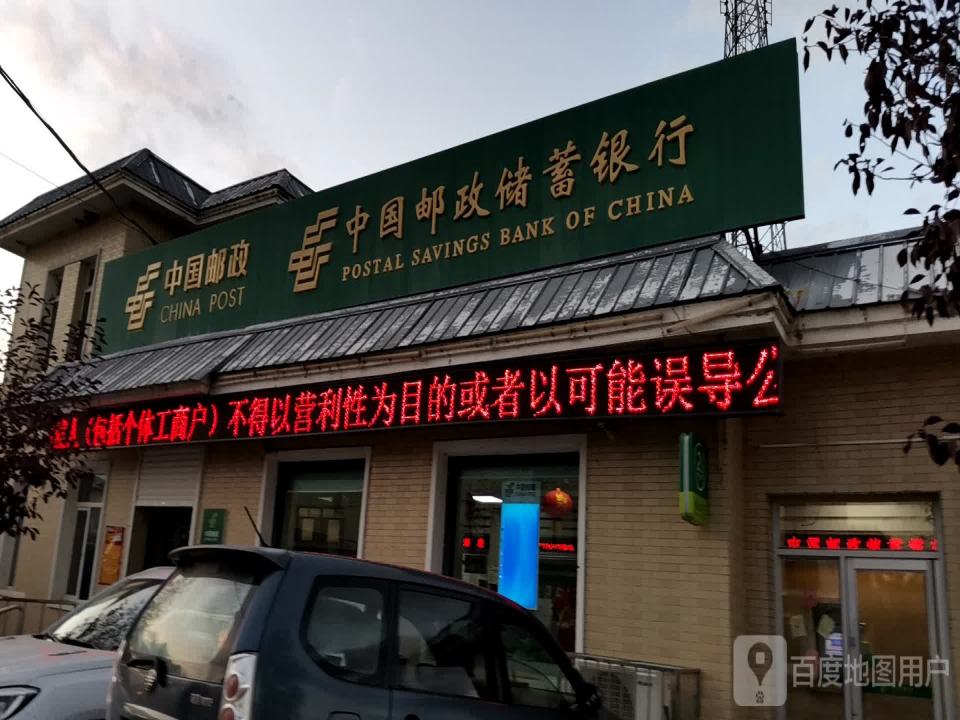 中国邮政
CHINA POST
中国邮政储蓄银行
POSTAL SAVINGS BANK OF CHINA
人（包括个体工商户）不得以营利性为目的或者以可能误导公
百度地图用户